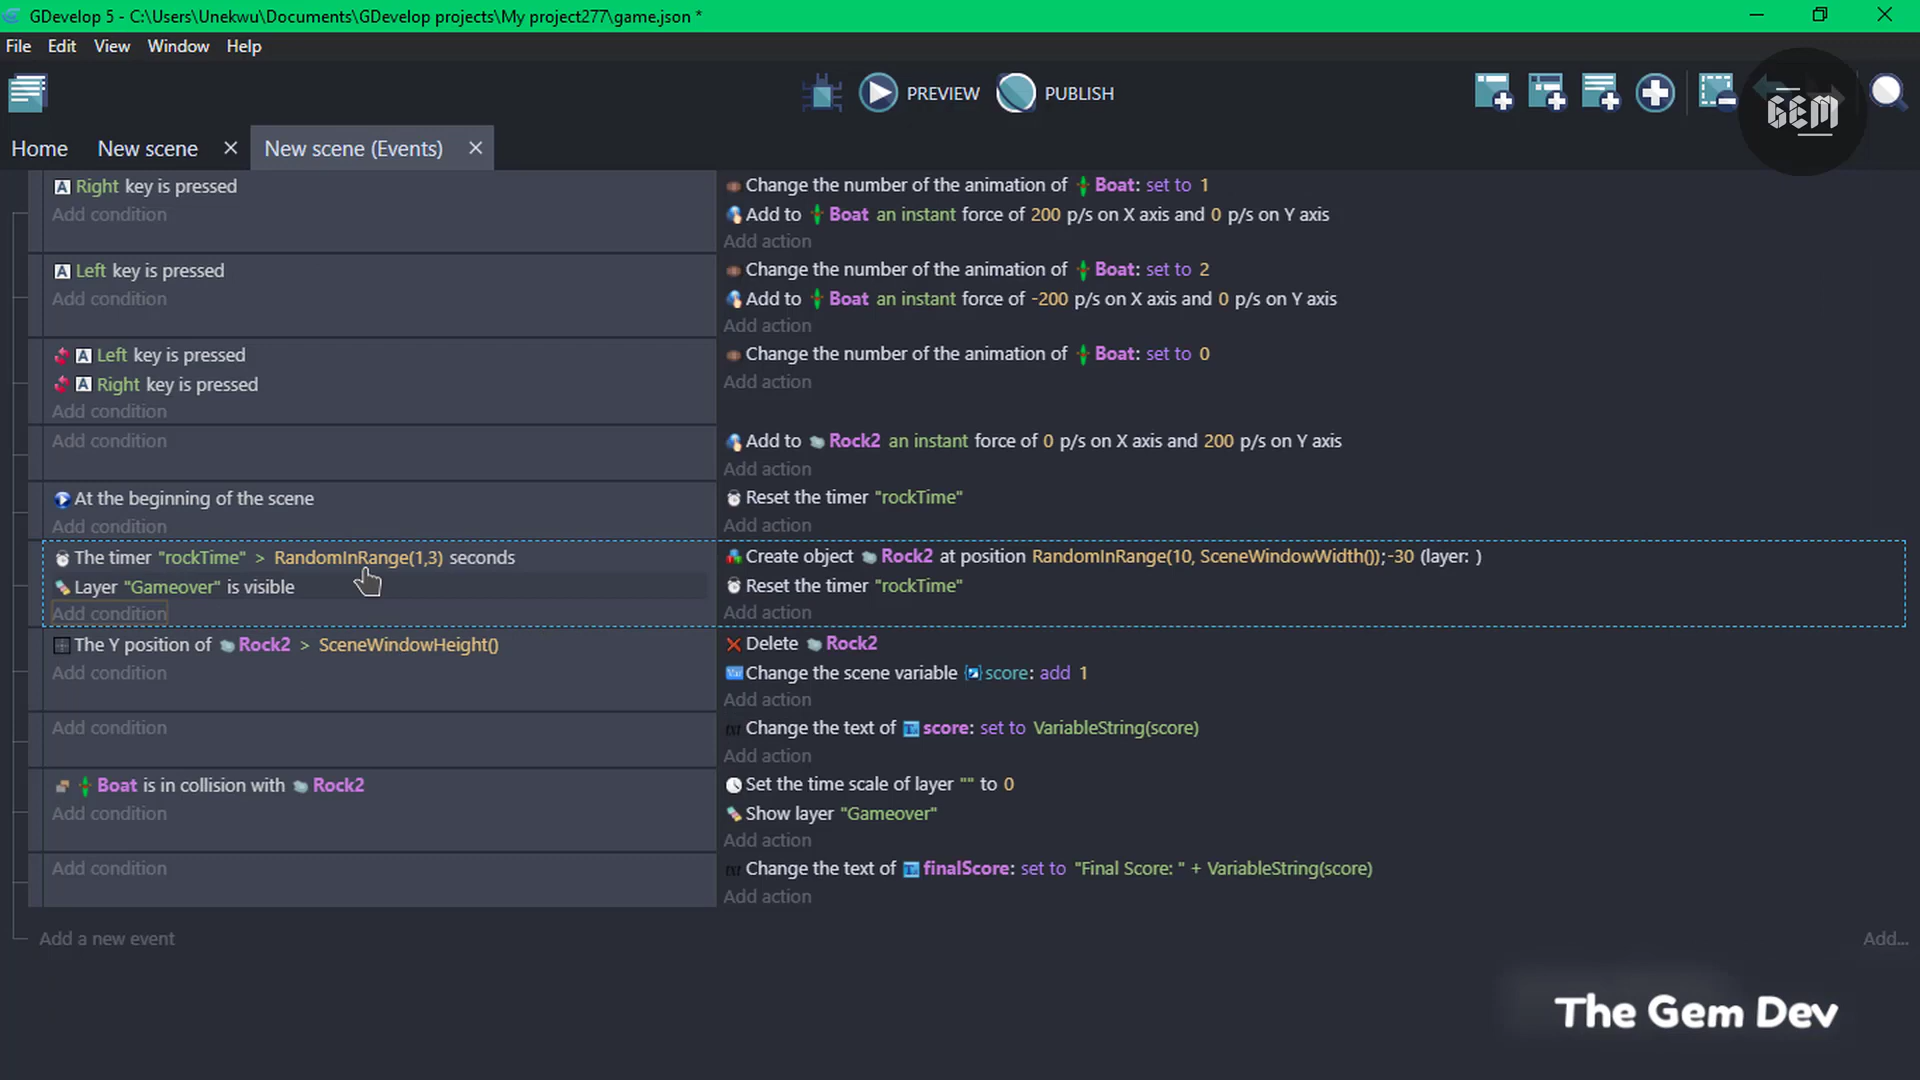 GDevelop 5 - C:\Users\Unekwu\Documents\GDevelop projects\My project277\game.json *
File Edit View Window Help
PREVIEW PUBLISH
GEM
Home New scene New scene (Events)
Right key is pressed
Add condition
Change the number of the animation of Boat: set to 1
Add to Boat an instant force of 200 p/s on X axis and 0 p/s on Y axis
Add action
Left key is pressed
Add condition
Change the number of the animation of Boat: set to 2
Add to Boat an instant force of -200 p/s on X axis and 0 p/s on Y axis
Add action
Left key is pressed
Right key is pressed
Add condition
Change the number of the animation of Boat: set to 0
Add action
Add condition
Add to Rock2 an instant force of 0 p/s on X axis and 200 p/s on Y axis
Add action
At the beginning of the scene
Add condition
Reset the timer "rockTime"
Add action
The timer "rockTime" > RandomInRange(1,3) seconds
Layer "Gameover" is visible
Add condition
Create object Rock2 at position RandomInRange(10, SceneWindowWidth());-30 (layer: )
Reset the timer "rockTime"
Add action
The Y position of Rock2 > SceneWindowHeight()
Add condition
Delete Rock2
Change the scene variable score: add 1
Add action
Add condition
Change the text of score: set to VariableString(score)
Add action
Boat is in collision with Rock2
Add condition
Set the time scale of layer "" to 0
Show layer "Gameover"
Add action
Add condition
Change the text of finalScore: set to "Final Score: " + VariableString(score)
Add action
Add a new event
Add...
The Gem Dev